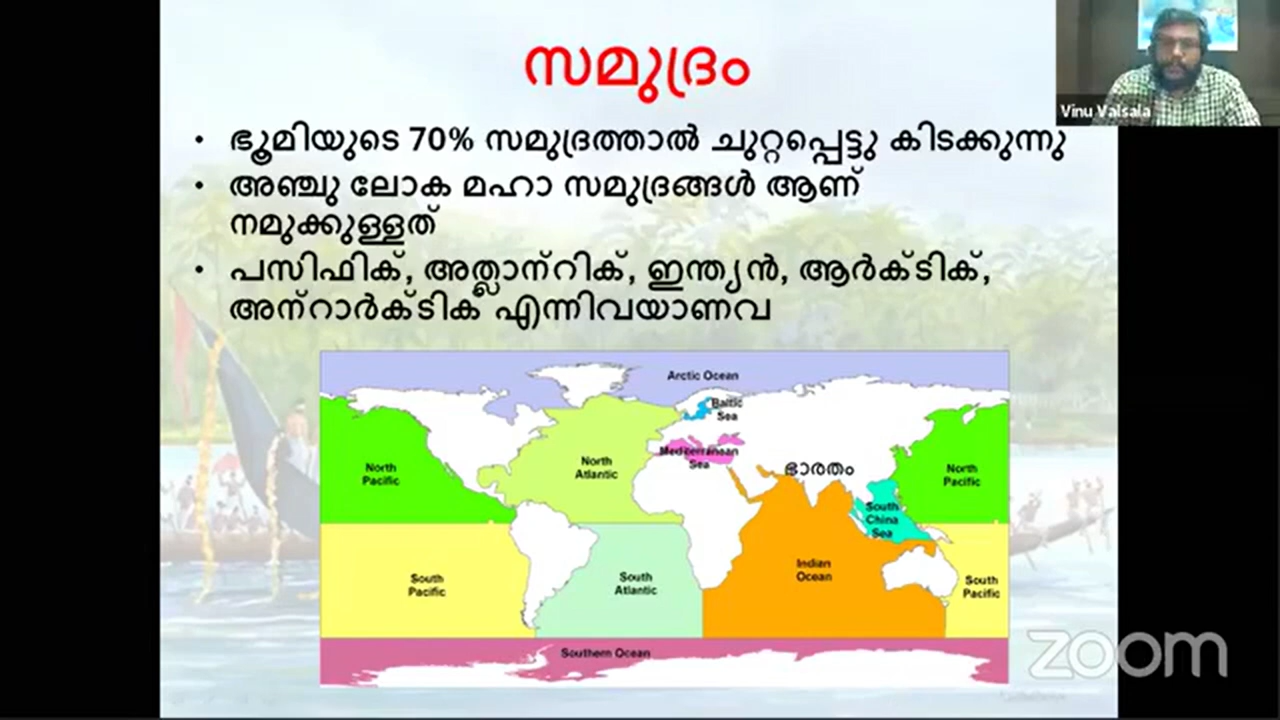 സമുദ്രം
Vinu Valsala
• ഭൂമിയുടെ 70% സമുദ്രത്താൽ ചുറ്റപ്പെട്ടു കിടക്കുന്നു
• അഞ്ചു ലോക മഹാ സമുദ്രങ്ങൾ ആണ്
നമുക്കുള്ളത്
• പസിഫിക്, അത്ലാന്റിക്, ഇന്ത്യൻ, ആർക്ടിക്,
അന്റാർക്ടിക് എന്നിവയാണവ
Arctic Ocean
Baltic
Sea
Mediterranean
Sea
ഭാരതം
North
Pacific
North
Atlantic
North
Pacific
South
China
Sea
Indian
Ocean
South
Pacific
South
Atlantic
South
Pacific
Southern Ocean
zoom